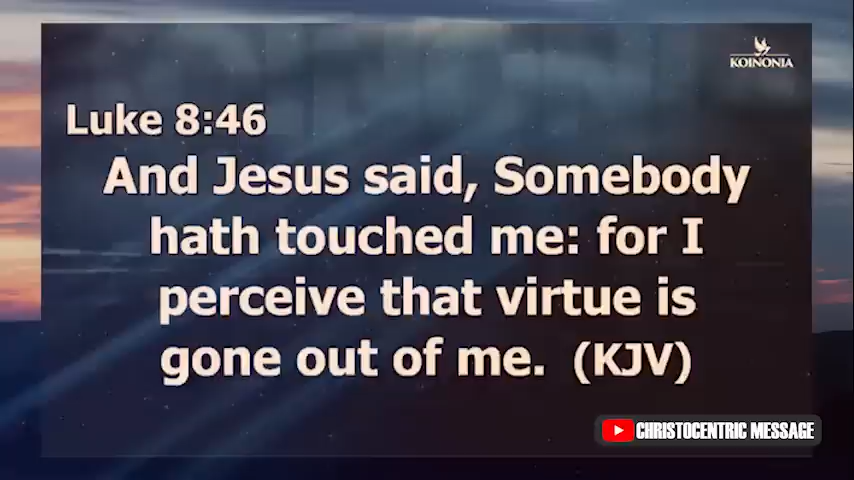 KOINONIA
Luke 8:46
And Jesus said, Somebody
hath touched me: for I
perceive that virtue is
gone out of me. (KJV)
CHRISTOCENTRIC MESSAGE